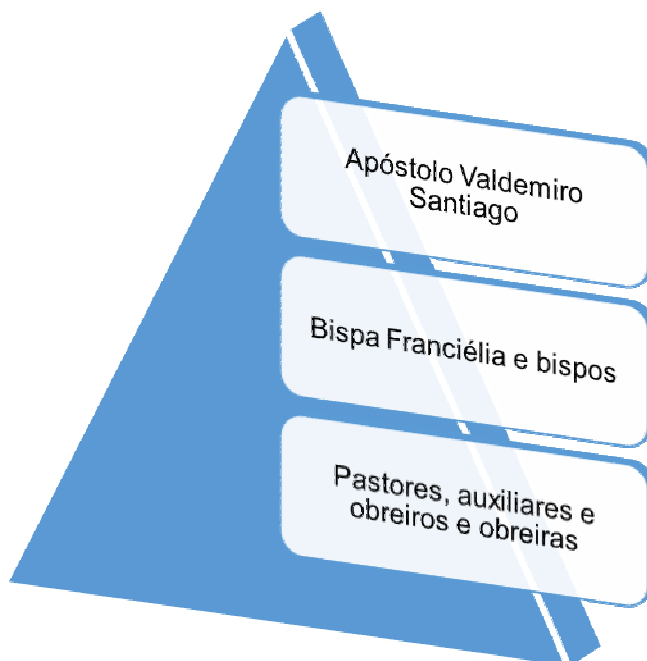 Apóstolo Valdemiro
Santiago
Bispa Franciélia e bispos
Pastores, auxiliares e
obreiros e obreiras